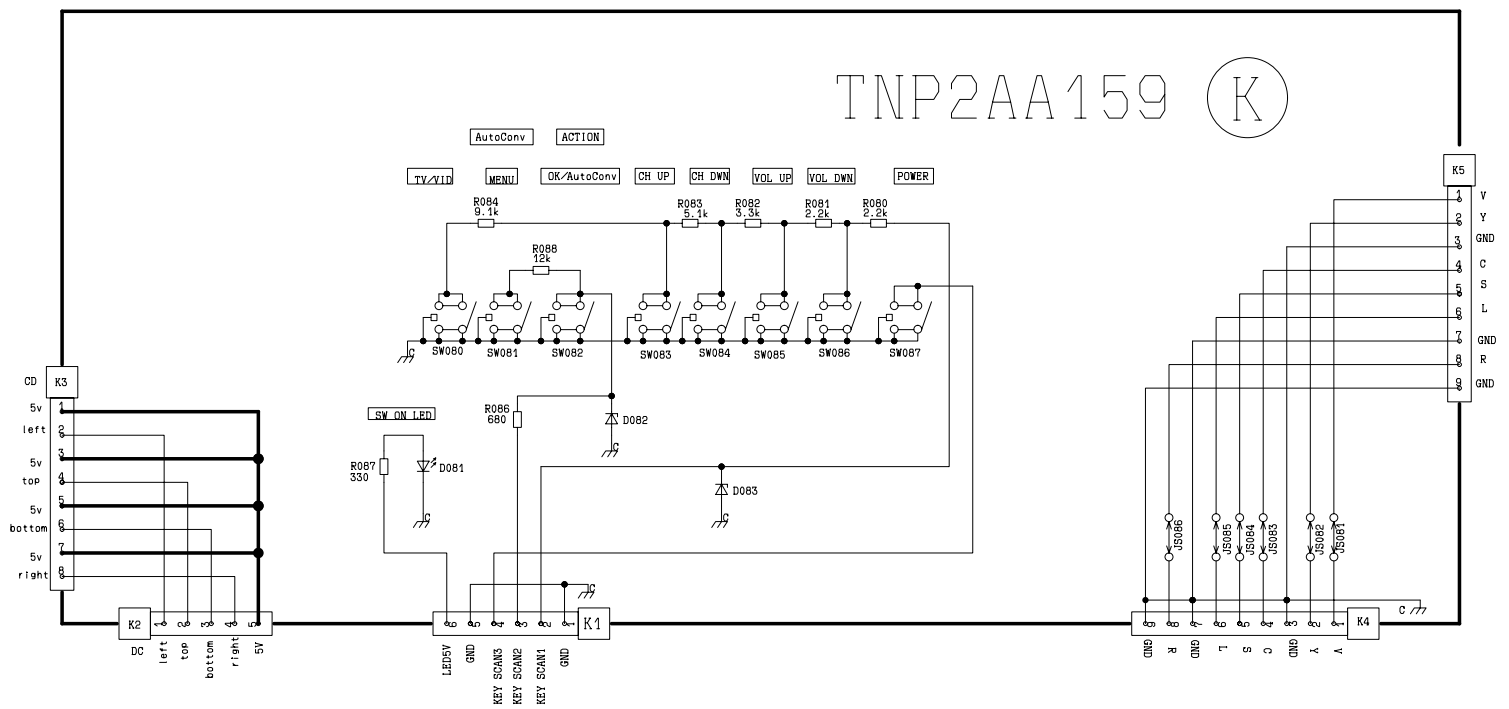 TNP2AA159 K
AutoConv ACTION
TV/VID MENU OK/AutoConv CH UP CH DWN VOL UP VOL DWN POWER
R084 R083 R082 R081 R080
9.1k 5.1k 3.3k 2.2k 2.2k
R088
12k
C
SW080 SW081 SW082 SW083 SW084 SW085 SW086 SW087
K5
1 V
2 Y
3 GND
4 C
5 S
6 L
7 GND
8 R
9 GND
CD K3
5v 1
left 2
5v 3
top 4
5v 5
bottom 6
5v 7
right 8
SW ON LED
R086
680
D082
C
R087
330
D081
C
D083
C
JS086 JS085 JS084 JS083 JS082 JS081
C
C
K2 1 2 3 4 5
DC left top bottom right 5V
6 5 4 3 2 1 K1
LED5V GND KEY SCAN3 KEY SCAN2 KEY SCAN1 GND
9 8 7 6 5 4 3 2 1 K4
GND R GND L S C GND Y V